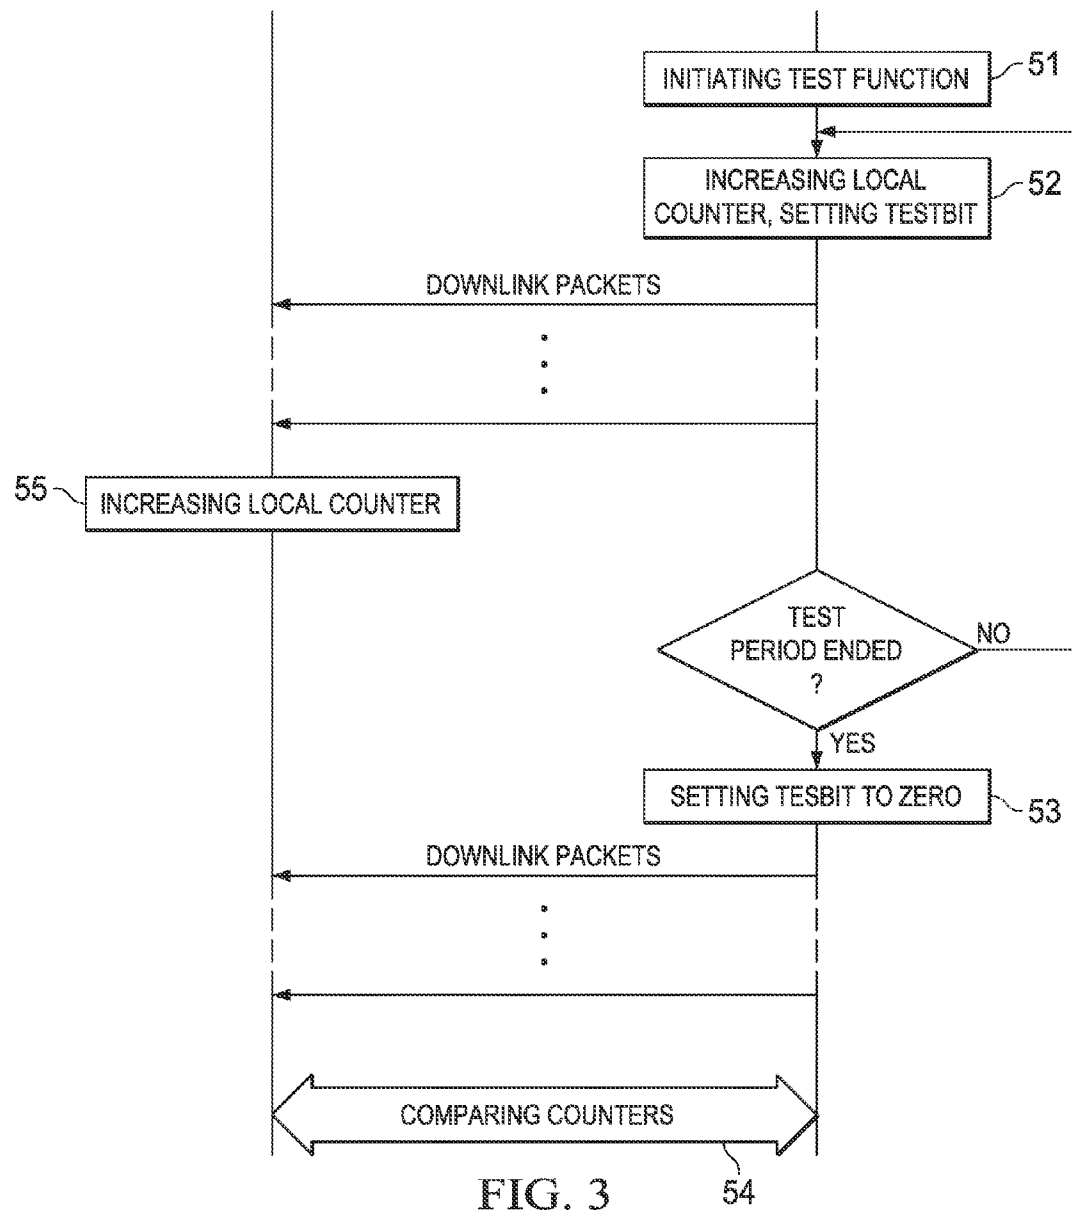 INITIATING TEST FUNCTION
51
INCREASING LOCAL
COUNTER, SETTING TESTBIT
52
DOWNLINK PACKETS
55
INCREASING LOCAL COUNTER
TEST
PERIOD ENDED
?
NO
YES
SETTING TESBIT TO ZERO
53
DOWNLINK PACKETS
COMPARING COUNTERS
54
FIG. 3